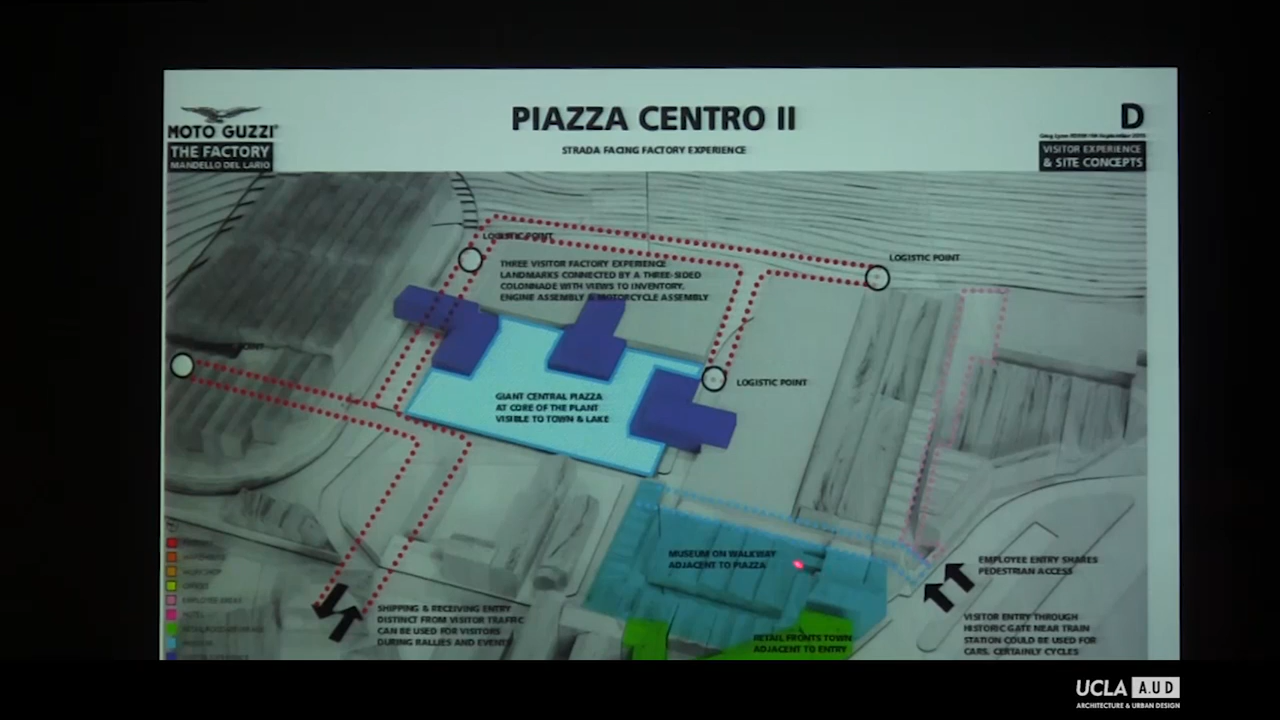 MOTO GUZZI
THE FACTORY
MANDELLO DEL LARIO
PIAZZA CENTRO II
STRADA FACING FACTORY EXPERIENCE
D
VISITOR EXPERIENCE
& SITE CONCEPTS
LOGISTIC POINT
LOGISTIC POINT
THREE VISITOR FACTORY EXPERIENCE
LANDMARKS CONNECTED BY A THREE-SIDED
COLONNADE WITH VIEWS TO INVENTORY,
ENGINE ASSEMBLY & MOTORCYCLE ASSEMBLY
POINT
LOGISTIC POINT
GIANT CENTRAL PIAZZA
AT CORE OF THE PLANT
VISIBLE TO TOWN & LAKE
MUSEUM ON WALKWAY
ADJACENT TO PIAZZA
EMPLOYEE ENTRY SHARES
PEDESTRIAN ACCESS
SHIPPING & RECEIVING ENTRY
DISTINCT FROM VISITOR TRAFFIC
CAN BE USED FOR VISITORS
DURING RALLIES AND EVENTS
VISITOR ENTRY THROUGH
HISTORIC GATE NEAR TRAIN
STATION COULD BE USED FOR
CARS, CERTAINLY CYCLES
RETAIL FRONTS TOWN
ADJACENT TO ENTRY
UCLA A.UD
ARCHITECTURE & URBAN DESIGN